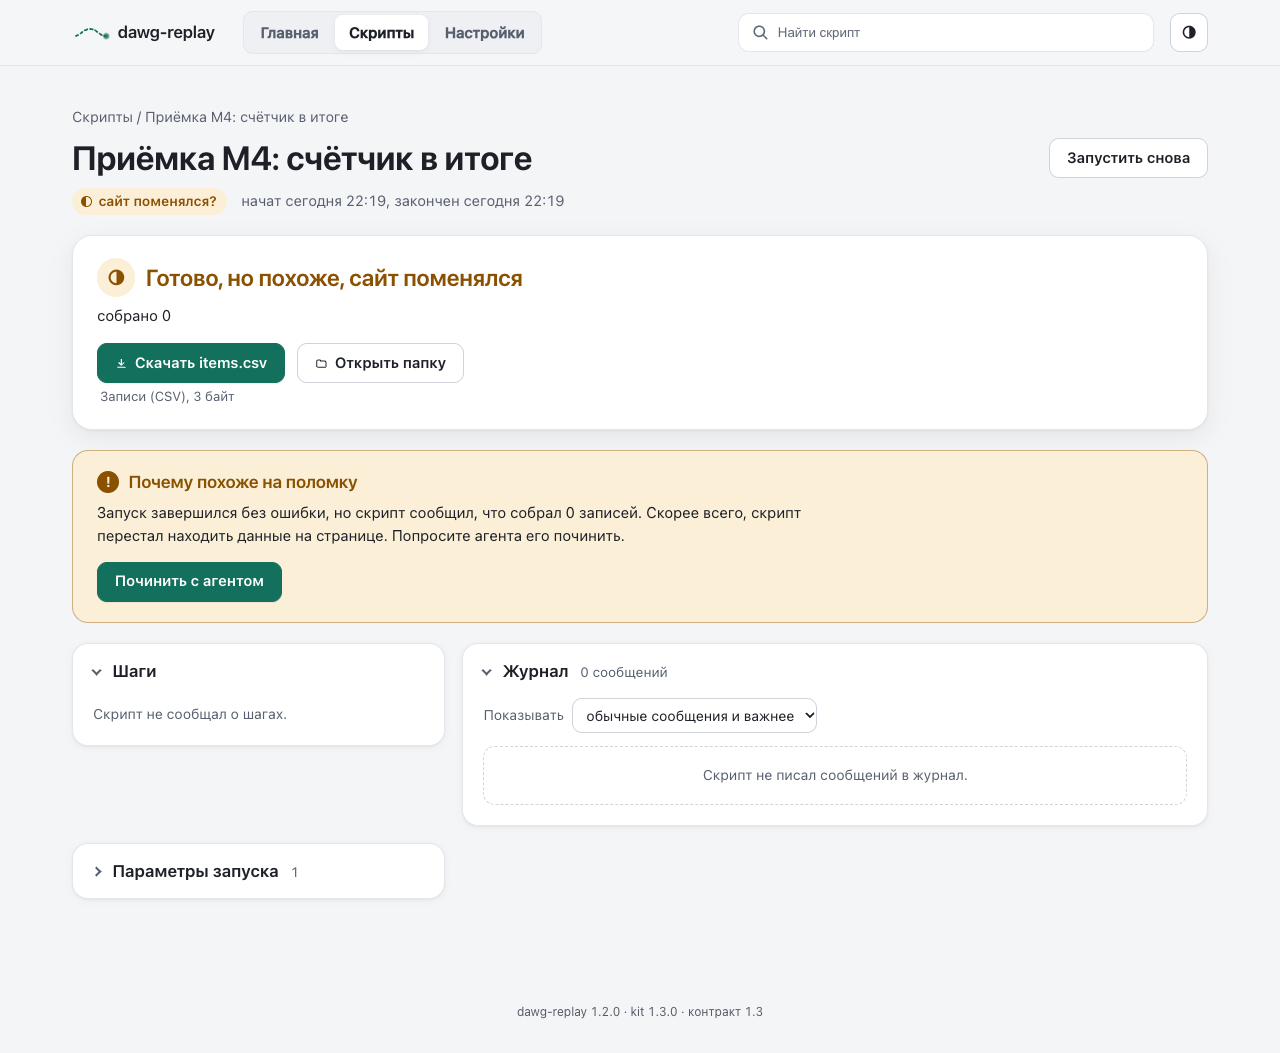 dawg-replay
Главная
Скрипты
Настройки
Найти скрипт
Скрипты / Приёмка M4: счётчик в итоге
Приёмка M4: счётчик в итоге
Запустить снова
сайт поменялся?
начат сегодня 22:19, закончен сегодня 22:19
Готово, но похоже, сайт поменялся
собрано 0
Скачать items.csv
Открыть папку
Записи (CSV), 3 байт
! Почему похоже на поломку
Запуск завершился без ошибки, но скрипт сообщил, что собрал 0 записей. Скорее всего, скрипт
перестал находить данные на странице. Попросите агента его починить.
Починить с агентом
Шаги
Скрипт не сообщал о шагах.
Журнал 0 сообщений
Показывать обычные сообщения и важнее
Скрипт не писал сообщений в журнал.
Параметры запуска 1
dawg-replay 1.2.0 · kit 1.3.0 · контракт 1.3